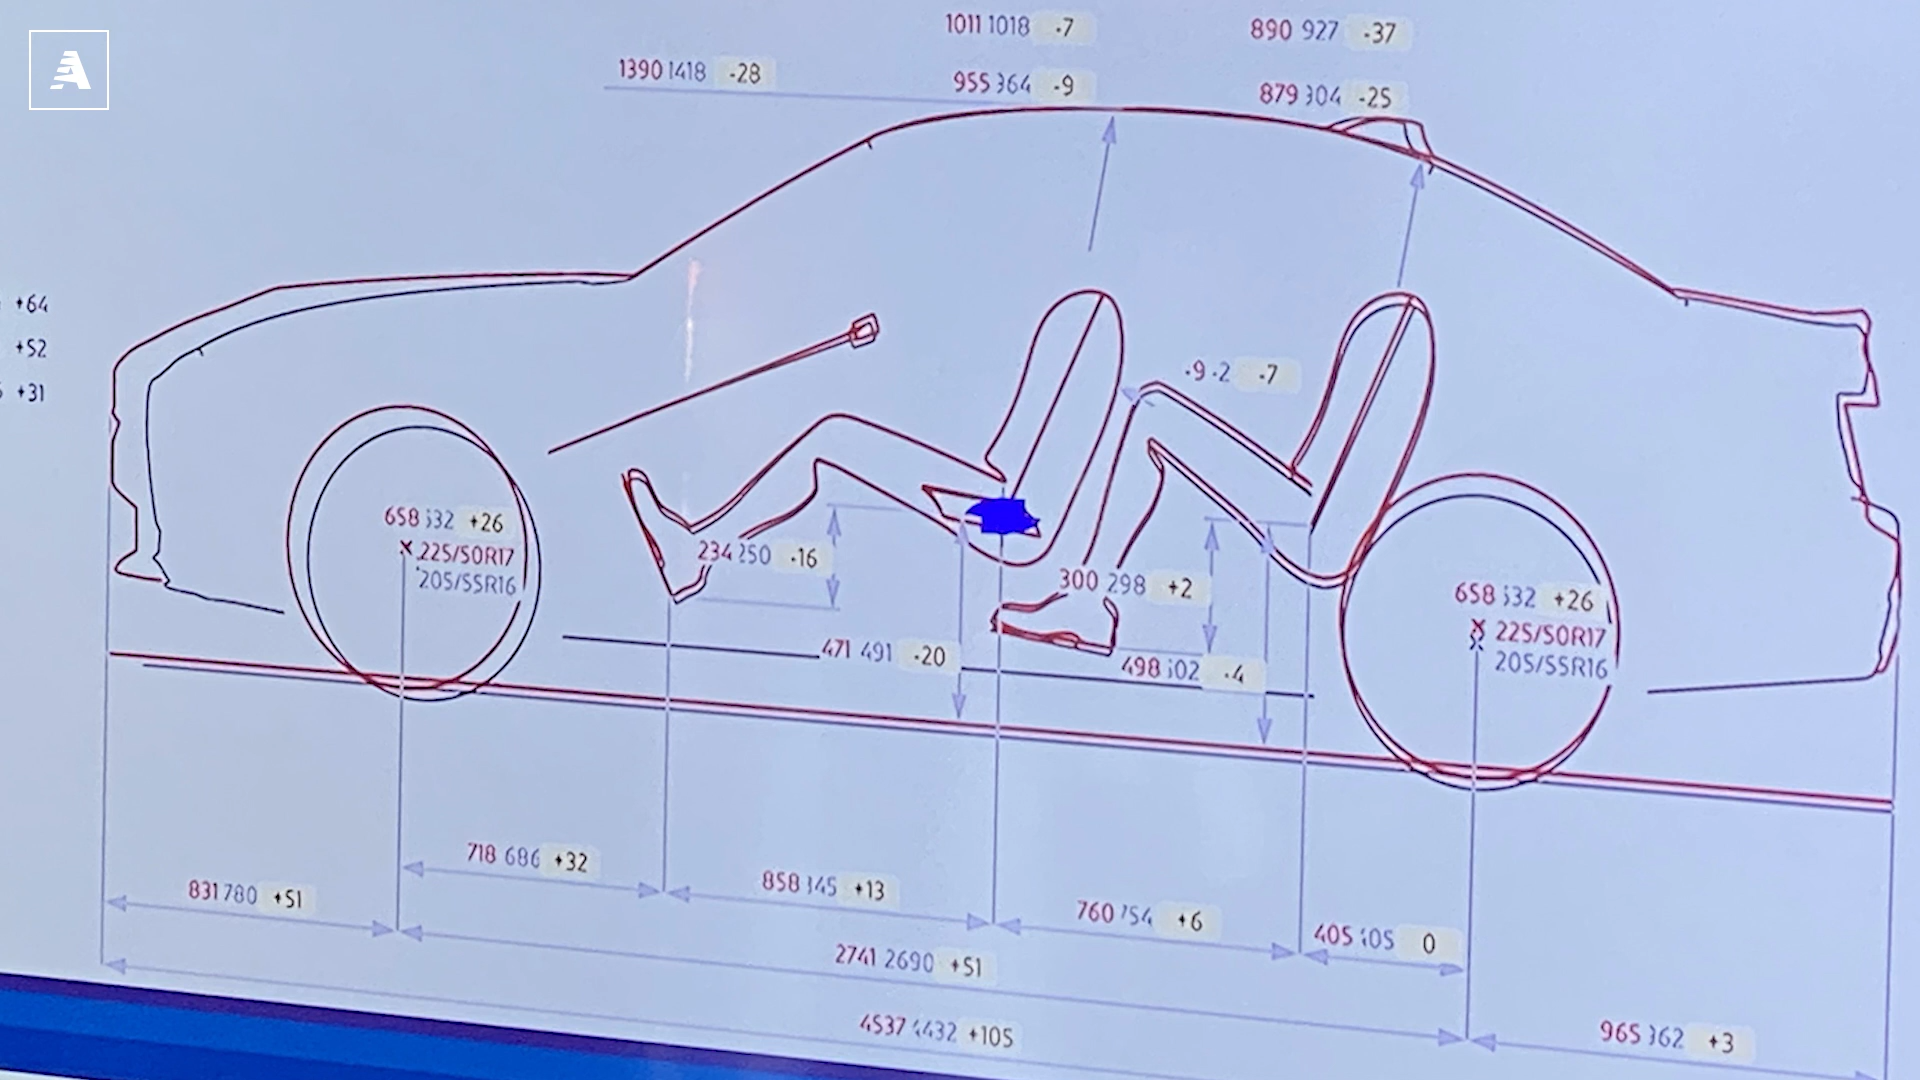 A
1011 1018 -7
890 927 -37
1390 1418 -28
955 964 -9
879 904 -25
+64
+52
+31
-9 -2 -7
658 632 +26
225/50R17
205/55R16
234 250 -16
300 298 +2
658 632 +26
225/50R17
205/55R16
471 491 -20
498 502 -4
718 686 +32
831 780 +51
858 845 +13
760 754 +6
405 405 0
2741 2690 +51
4537 4432 +105
965 962 +3